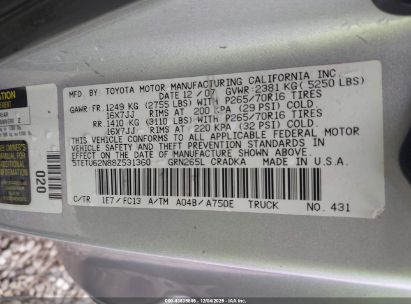 MFD BY: TOYOTA MOTOR MANUFACTURING CALIFORNIA INC
DATE 12/07 GVWR: 2381 KG (5250 LBS)
GAWR: FR. 1249 KG (2755 LBS) WITH P265/70R16 TIRES
16X7JJ RIMS AT 200 KPA (29 PSI) COLD
RR. 1410 KG (3110 LBS) WITH P265/70R16 TIRES
16X7JJ RIMS AT 220 KPA (32 PSI) COLD
THIS VEHICLE CONFORMS TO ALL APPLICABLE FEDERAL MOTOR
VEHICLE SAFETY STANDARDS IN EFFECT ON THE DATE OF
MANUFACTURE SHOWN ABOVE.
5TETU62N88Z531360 GRN265L CRADKA MADE IN U.S.A.
C/TR 1E7/FC13 A/TM A04B/A750E TRUCK NO. 431
REAR
2
020